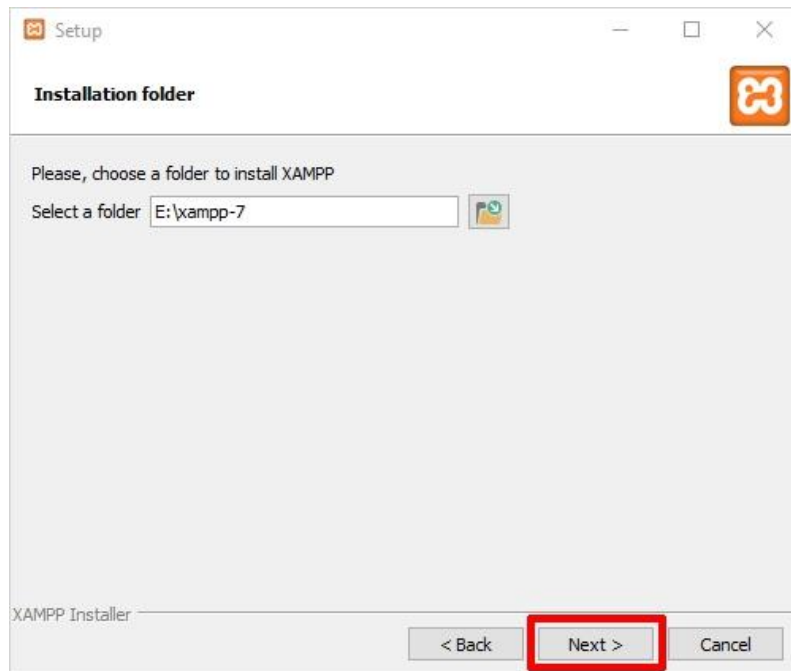 Setup
Installation folder
Please, choose a folder to install XAMPP
Select a folder E:\xampp-7
XAMPP Installer
< Back Next > Cancel